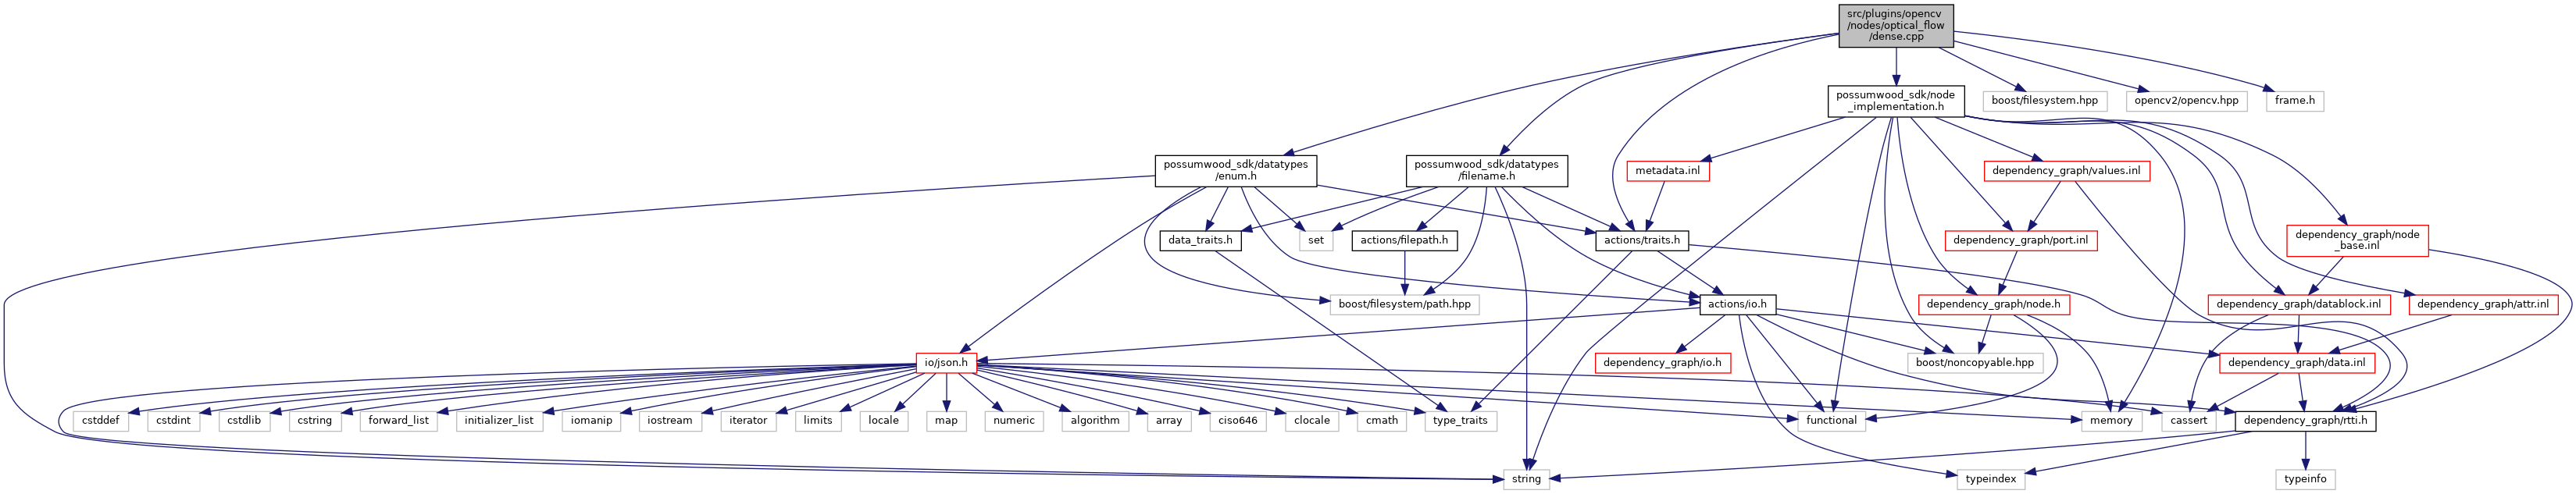 src/plugins/opencv
/nodes/optical_flow
/dense.cpp
possumwood_sdk/node
_implementation.h
boost/filesystem.hpp
opencv2/opencv.hpp
frame.h
possumwood_sdk/datatypes
/enum.h
possumwood_sdk/datatypes
/filename.h
metadata.inl
dependency_graph/values.inl
data_traits.h
set
actions/filepath.h
actions/traits.h
dependency_graph/port.inl
dependency_graph/node
_base.inl
boost/filesystem/path.hpp
actions/io.h
dependency_graph/node.h
dependency_graph/datablock.inl
dependency_graph/attr.inl
io/json.h
dependency_graph/io.h
boost/noncopyable.hpp
dependency_graph/data.inl
cstddef
cstdint
cstdlib
cstring
forward_list
initializer_list
iomanip
iostream
iterator
limits
locale
map
numeric
algorithm
array
ciso646
clocale
cmath
type_traits
functional
memory
cassert
dependency_graph/rtti.h
string
typeindex
typeinfo